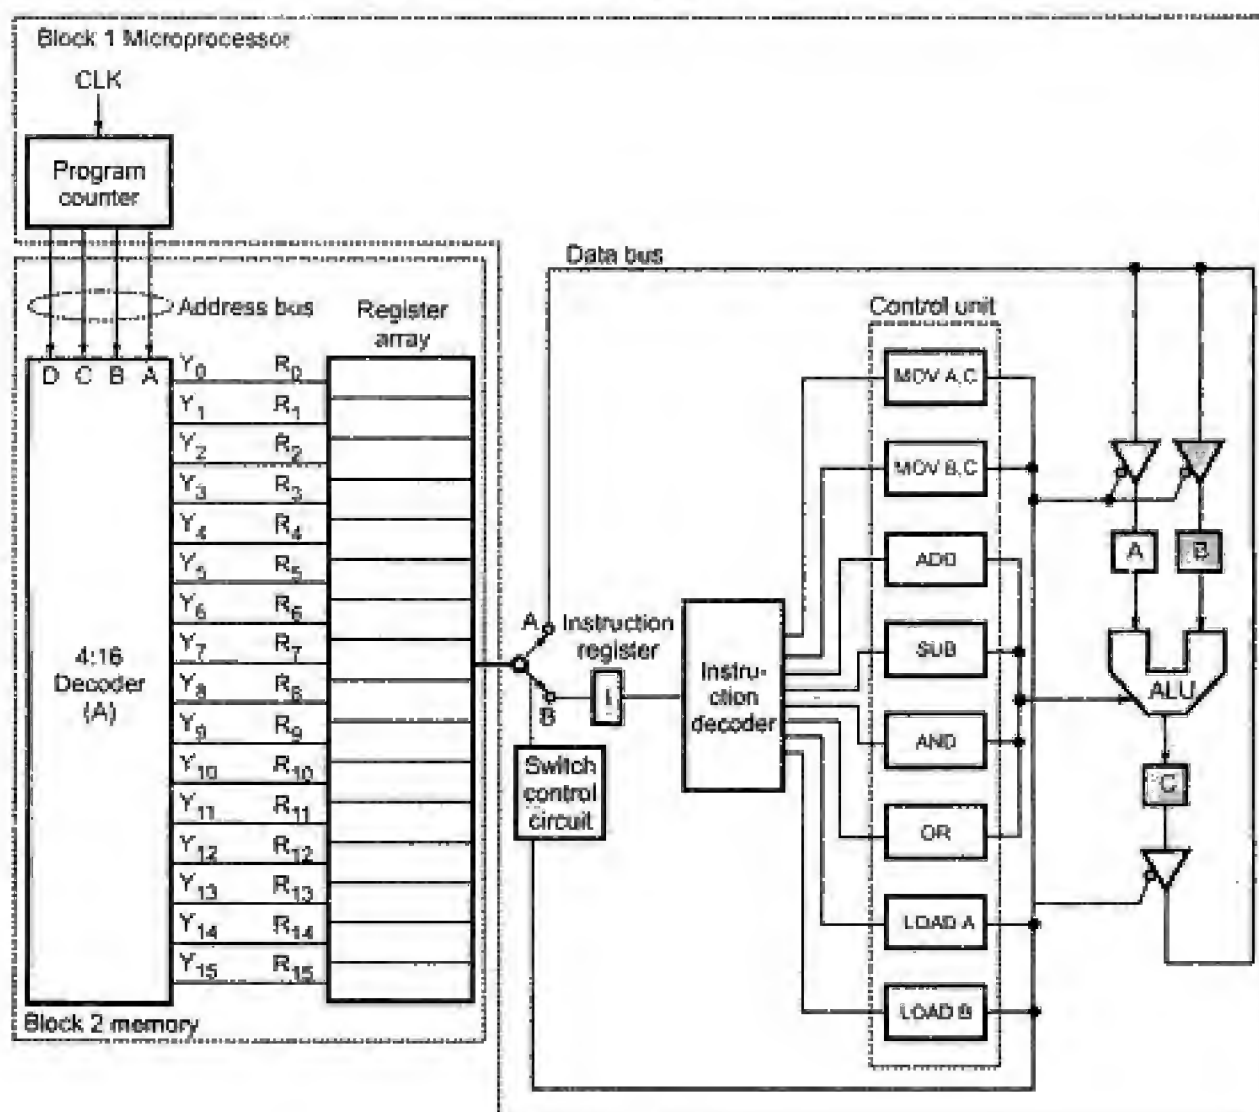 Block 1 Microprocessor
CLK
Program
counter
Data bus
Address bus
Register
array
Control unit
D C B A
Y0 R0
Y1 R1
Y2 R2
Y3 R3
Y4 R4
Y5 R5
Y6 R6
Y7 R7
Y8 R8
Y9 R9
Y10 R10
Y11 R11
Y12 R12
Y13 R13
Y14 R14
Y15 R15
4:16
Decoder
(A)
Block 2 memory
A
B
Instruction
register
I
Switch
control
circuit
Instru-
ction
decoder
MOV A,C
MOV B,C
ADD
SUB
AND
OR
LOAD A
LOAD B
A
B
ALU
C